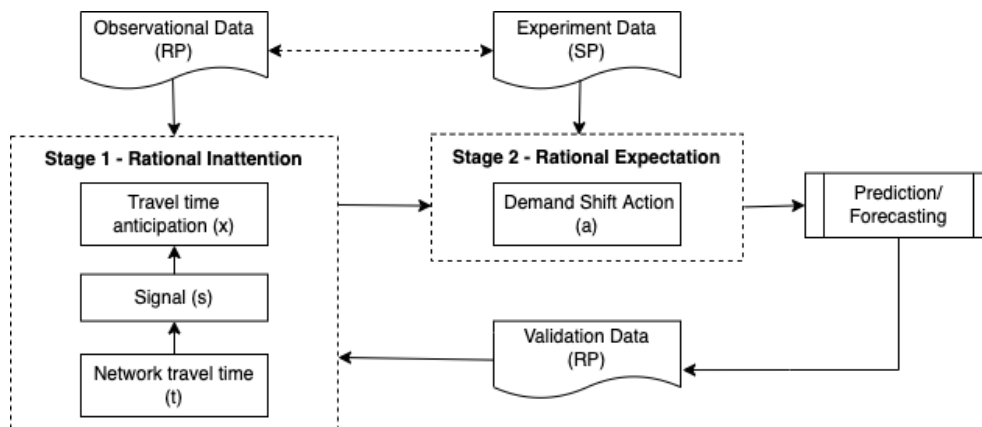 Observational Data
(RP)
Experiment Data
(SP)
Stage 1 - Rational Inattention
Travel time
anticipation (x)
Signal (s)
Network travel time
(t)
Stage 2 - Rational Expectation
Demand Shift Action
(a)
Prediction/
Forecasting
Validation Data
(RP)